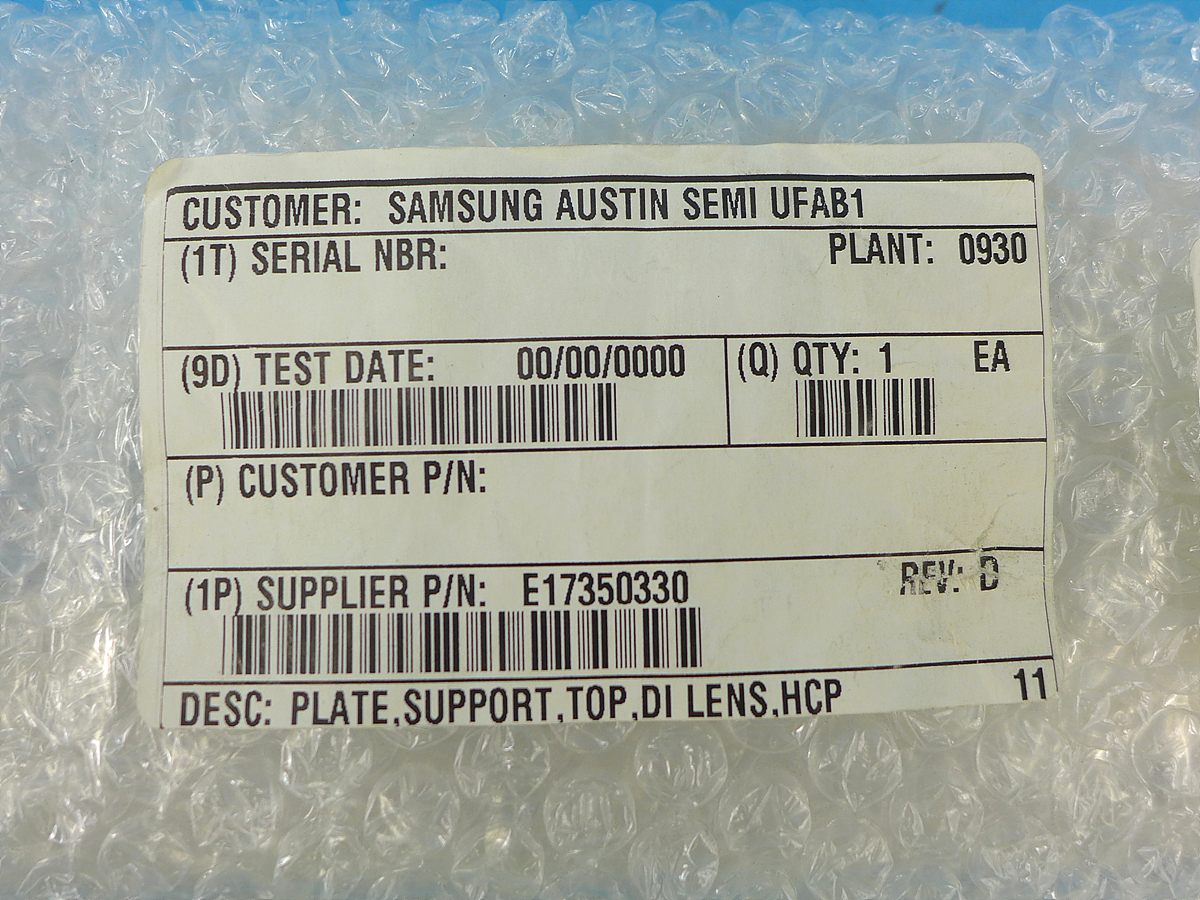 CUSTOMER: SAMSUNG AUSTIN SEMI UFAB1
(1T) SERIAL NBR: PLANT: 0930
(9D) TEST DATE: 00/00/0000 (Q) QTY: 1 EA
(P) CUSTOMER P/N:
(1P) SUPPLIER P/N: E17350330 REV: D
DESC: PLATE,SUPPORT,TOP,DI LENS,HCP 11